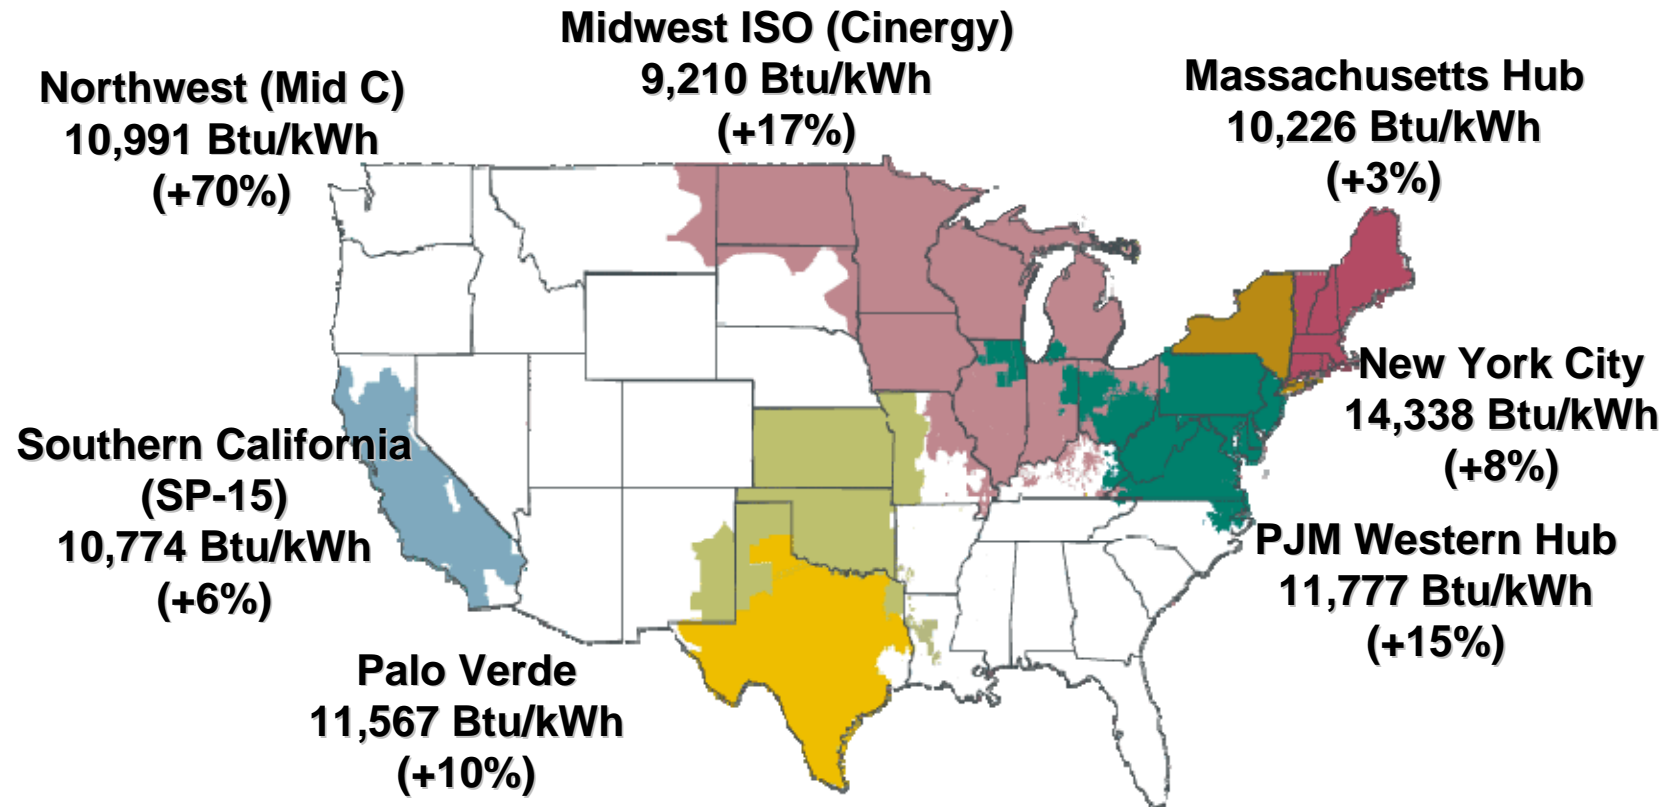 Midwest ISO (Cinergy)
9,210 Btu/kWh
(+17%)
Northwest (Mid C)
10,991 Btu/kWh
(+70%)
Massachusetts Hub
10,226 Btu/kWh
(+3%)
New York City
14,338 Btu/kWh
(+8%)
Southern California
(SP-15)
10,774 Btu/kWh
(+6%)
PJM Western Hub
11,777 Btu/kWh
(+15%)
Palo Verde
11,567 Btu/kWh
(+10%)